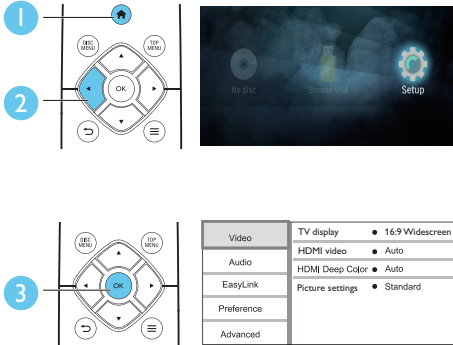 1
DISC MENU
TOP MENU
OK
2
No disc
Browse USB
Setup
DISC MENU
TOP MENU
OK
3
Video
Audio
EasyLink
Preference
Advanced
TV display • 16:9 Widescreen
HDMI video • Auto
HDMI Deep Color • Auto
Picture settings • Standard